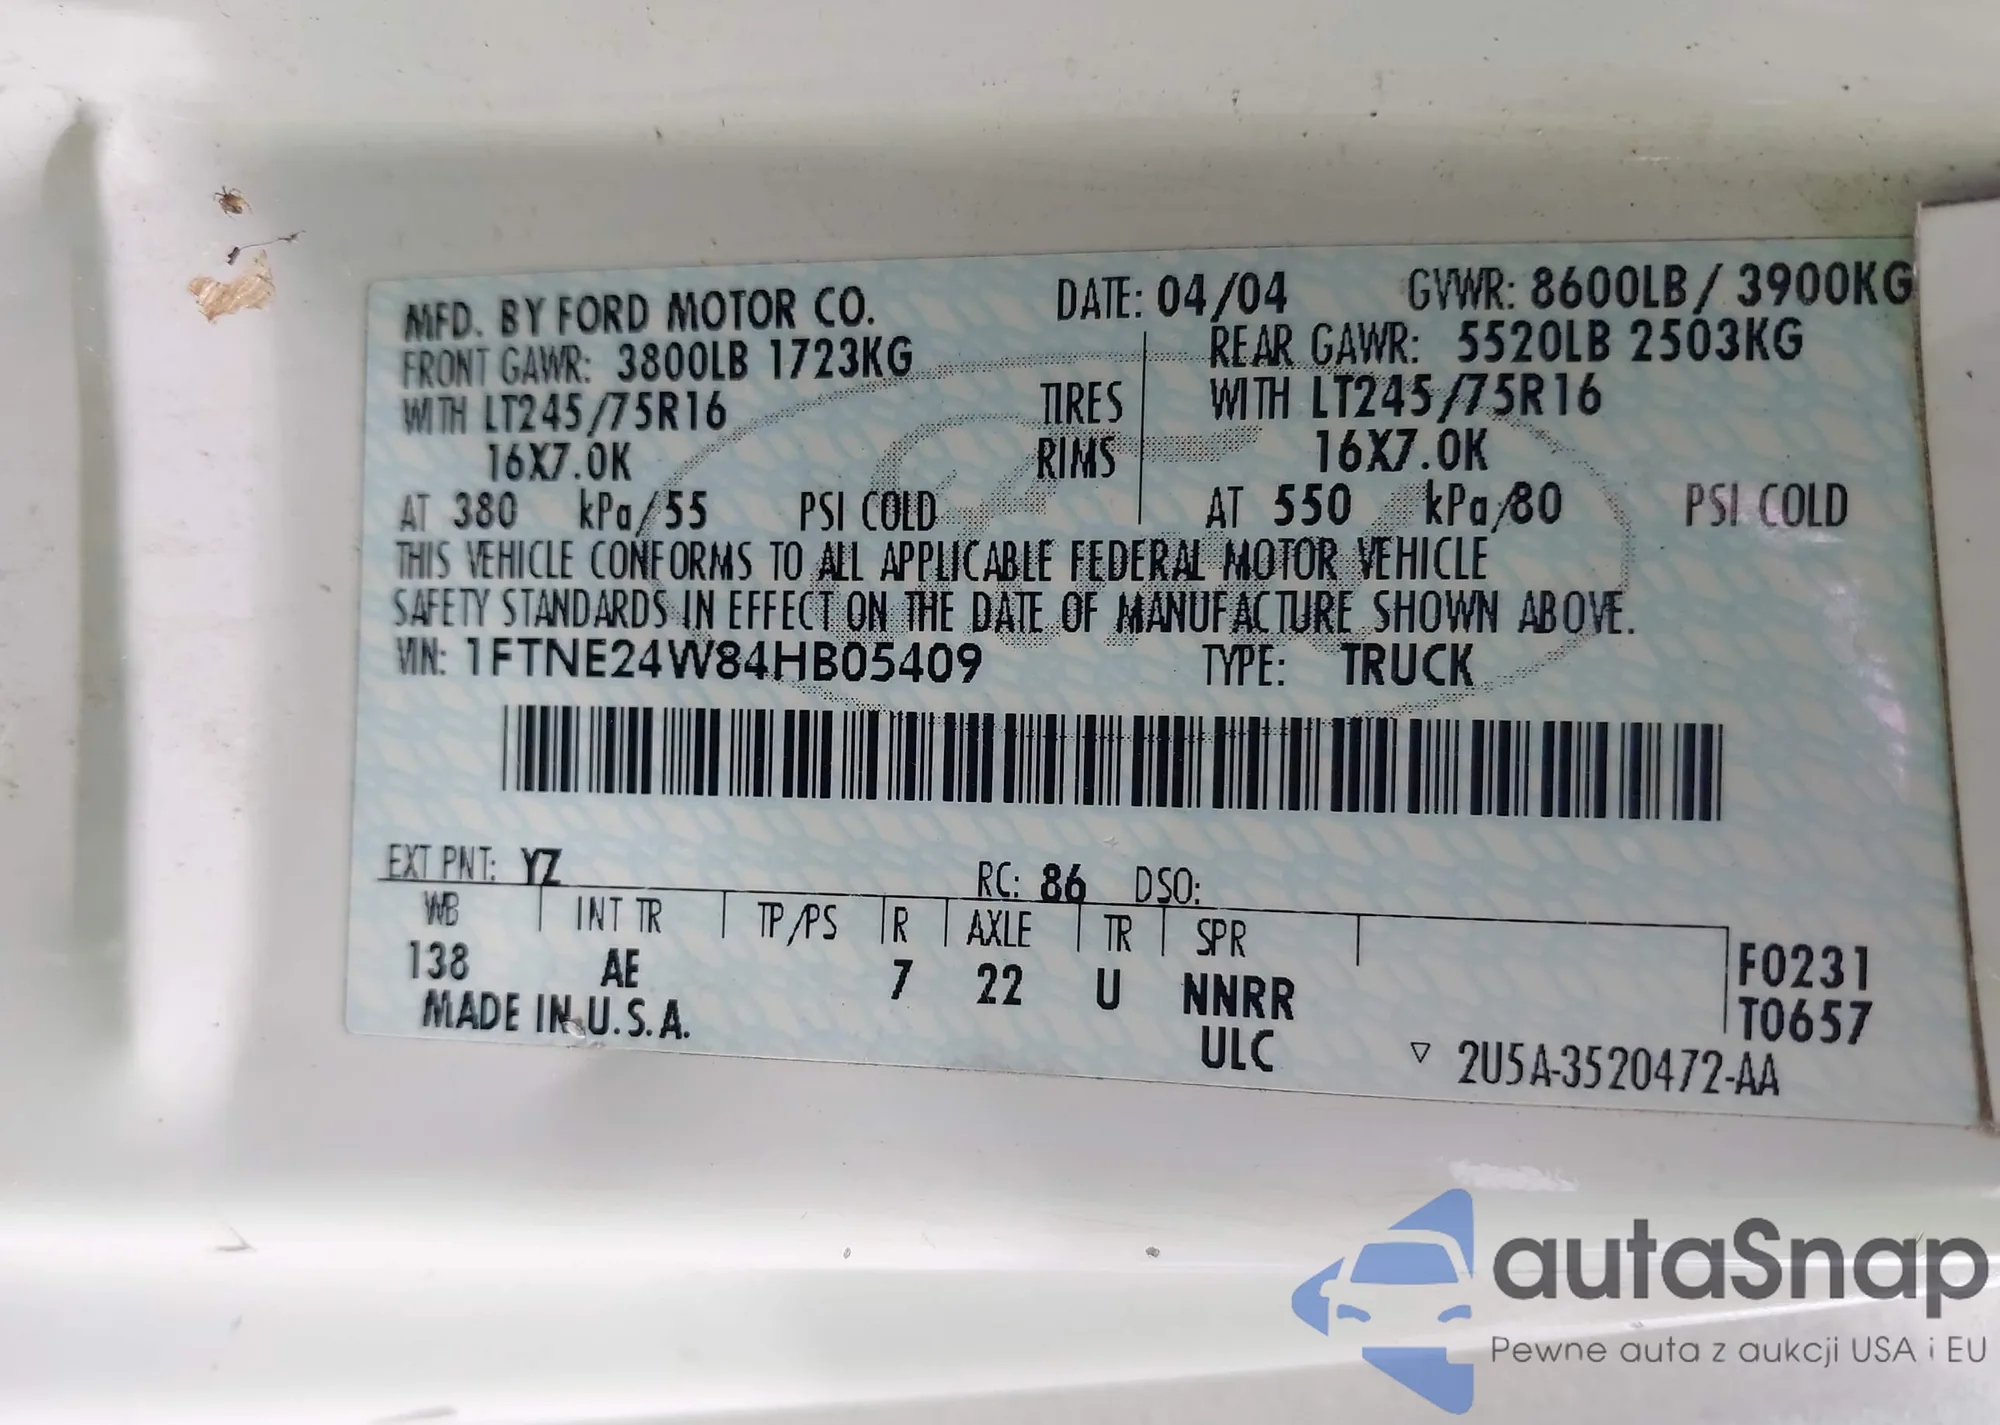 MFD. BY FORD MOTOR CO. DATE: 04/04 GVWR: 8600LB / 3900KG
FRONT GAWR: 3800LB 1723KG REAR GAWR: 5520LB 2503KG
WITH LT245/75R16 TIRES WITH LT245/75R16
16X7.0K RIMS 16X7.0K
AT 380 kPa/55 PSI COLD AT 550 kPa/80 PSI COLD
THIS VEHICLE CONFORMS TO ALL APPLICABLE FEDERAL MOTOR VEHICLE
SAFETY STANDARDS IN EFFECT ON THE DATE OF MANUFACTURE SHOWN ABOVE.
VIN: 1FTNE24W84HB05409 TYPE: TRUCK
EXT PNT: YZ RC: 86 DSO:
WB INT TR TP/PS R AXLE TR SPR
138 AE 7 22 U NNRR F0231
MADE IN U.S.A. ULC T0657
▽ 2U5A-3520472-AA
autaSnap
Pewne auta z aukcji USA i EU